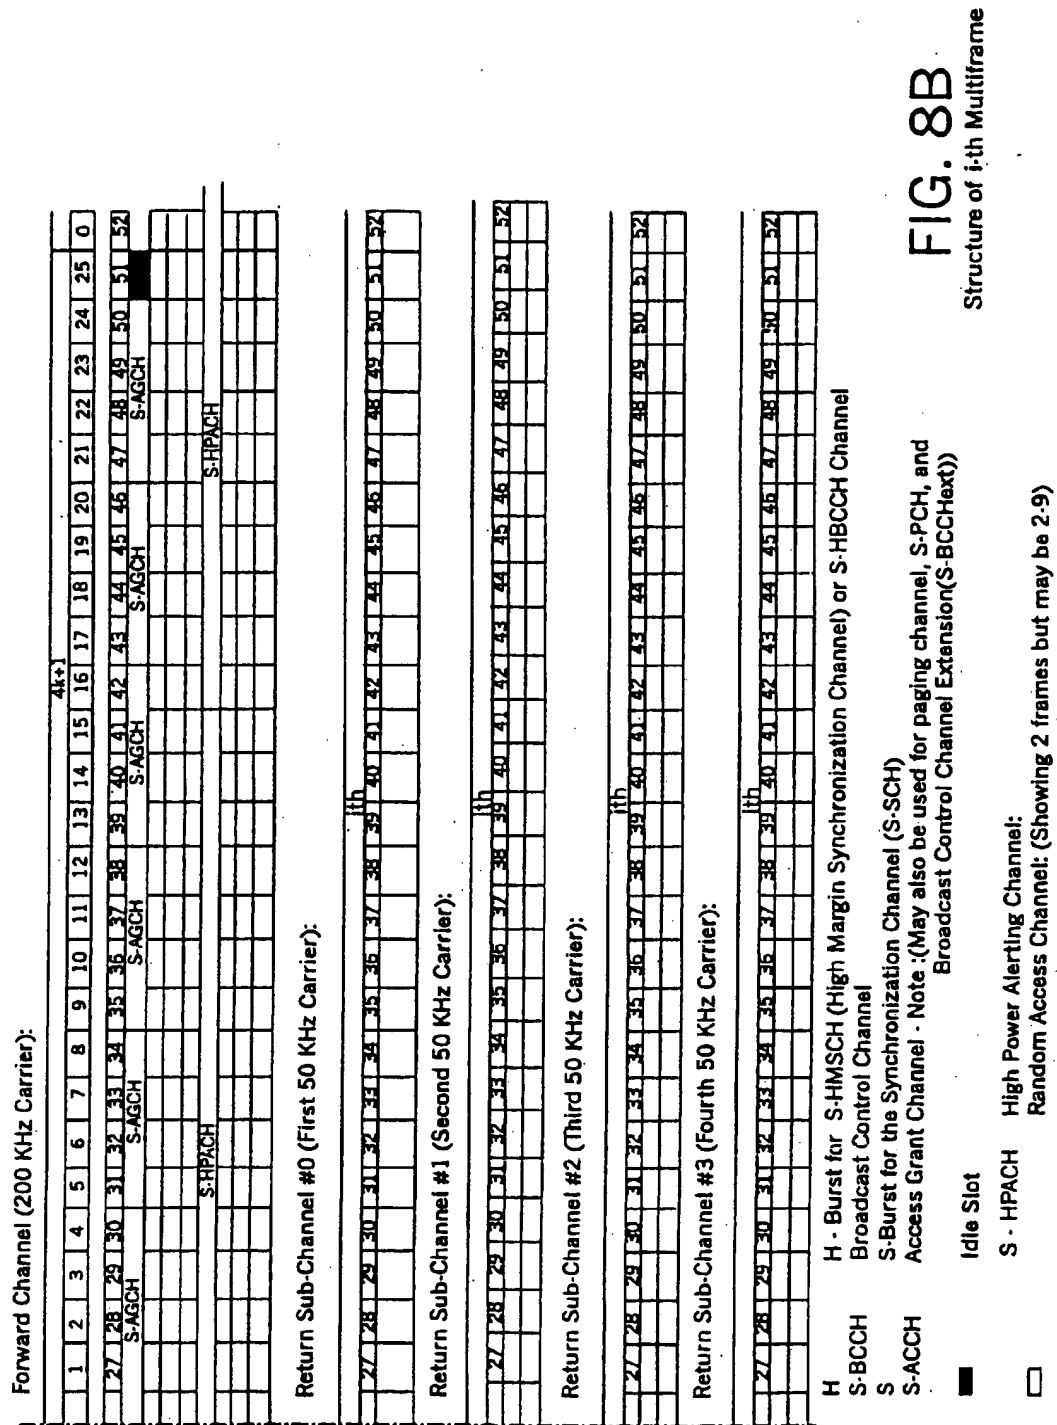 Forward Channel (200 KHz Carrier):
4k+1
1 2 3 4 5 6 7 8 9 10 11 12 13 14 15 16 17 18 19 20 21 22 23 24 25 0
27 28 29 30 31 32 33 34 35 36 37 38 39 40 41 42 43 44 45 46 47 48 49 50 51 52
S-AGCH S-AGCH S-AGCH S-AGCH S-AGCH S-AGCH
S-HPACH S-HPACH
Return Sub-Channel #0 (First 50 KHz Carrier):
ith
27 28 29 30 31 32 33 34 35 36 37 38 39 40 41 42 43 44 45 46 47 48 49 50 51 52
Return Sub-Channel #1 (Second 50 KHz Carrier):
ith
27 28 29 30 31 32 33 34 35 36 37 38 39 40 41 42 43 44 45 46 47 48 49 50 51 52
Return Sub-Channel #2 (Third 50 KHz Carrier):
ith
27 28 29 30 31 32 33 34 35 36 37 38 39 40 41 42 43 44 45 46 47 48 49 50 51 52
Return Sub-Channel #3 (Fourth 50 KHz Carrier):
ith
27 28 29 30 31 32 33 34 35 36 37 38 39 40 41 42 43 44 45 46 47 48 49 50 51 52
H H - Burst for S-HMSCH (High Margin Synchronization Channel) or S-HBCCH Channel
S-BCCH Broadcast Control Channel
S S-Burst for the Synchronization Channel (S-SCH)
S-ACCH Access Grant Channel - Note :(May also be used for paging channel, S-PCH, and
Broadcast Control Channel Extension(S-BCCHext))
Idle Slot
S - HPACH High Power Alerting Channel:
Random Access Channel: (Showing 2 frames but may be 2-9)
FIG. 8B
Structure of i-th Multiframe